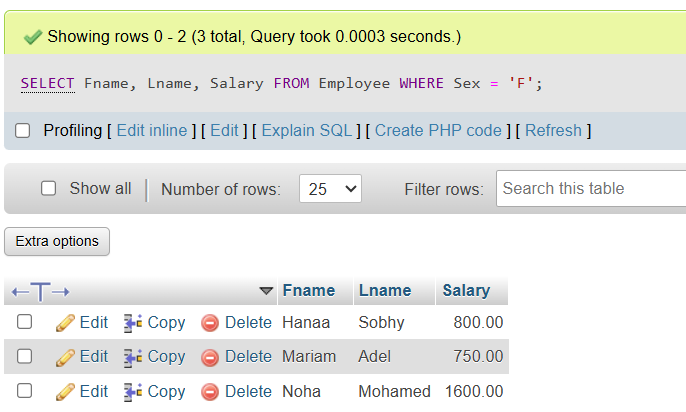 Showing rows 0 - 2 (3 total, Query took 0.0003 seconds.)
SELECT Fname, Lname, Salary FROM Employee WHERE Sex = 'F';
Profiling [ Edit inline ] [ Edit ] [ Explain SQL ] [ Create PHP code ] [ Refresh ]
Show all Number of rows: 25 Filter rows: Search this table
Extra options
Fname Lname Salary
Edit Copy Delete Hanaa Sobhy 800.00
Edit Copy Delete Mariam Adel 750.00
Edit Copy Delete Noha Mohamed 1600.00